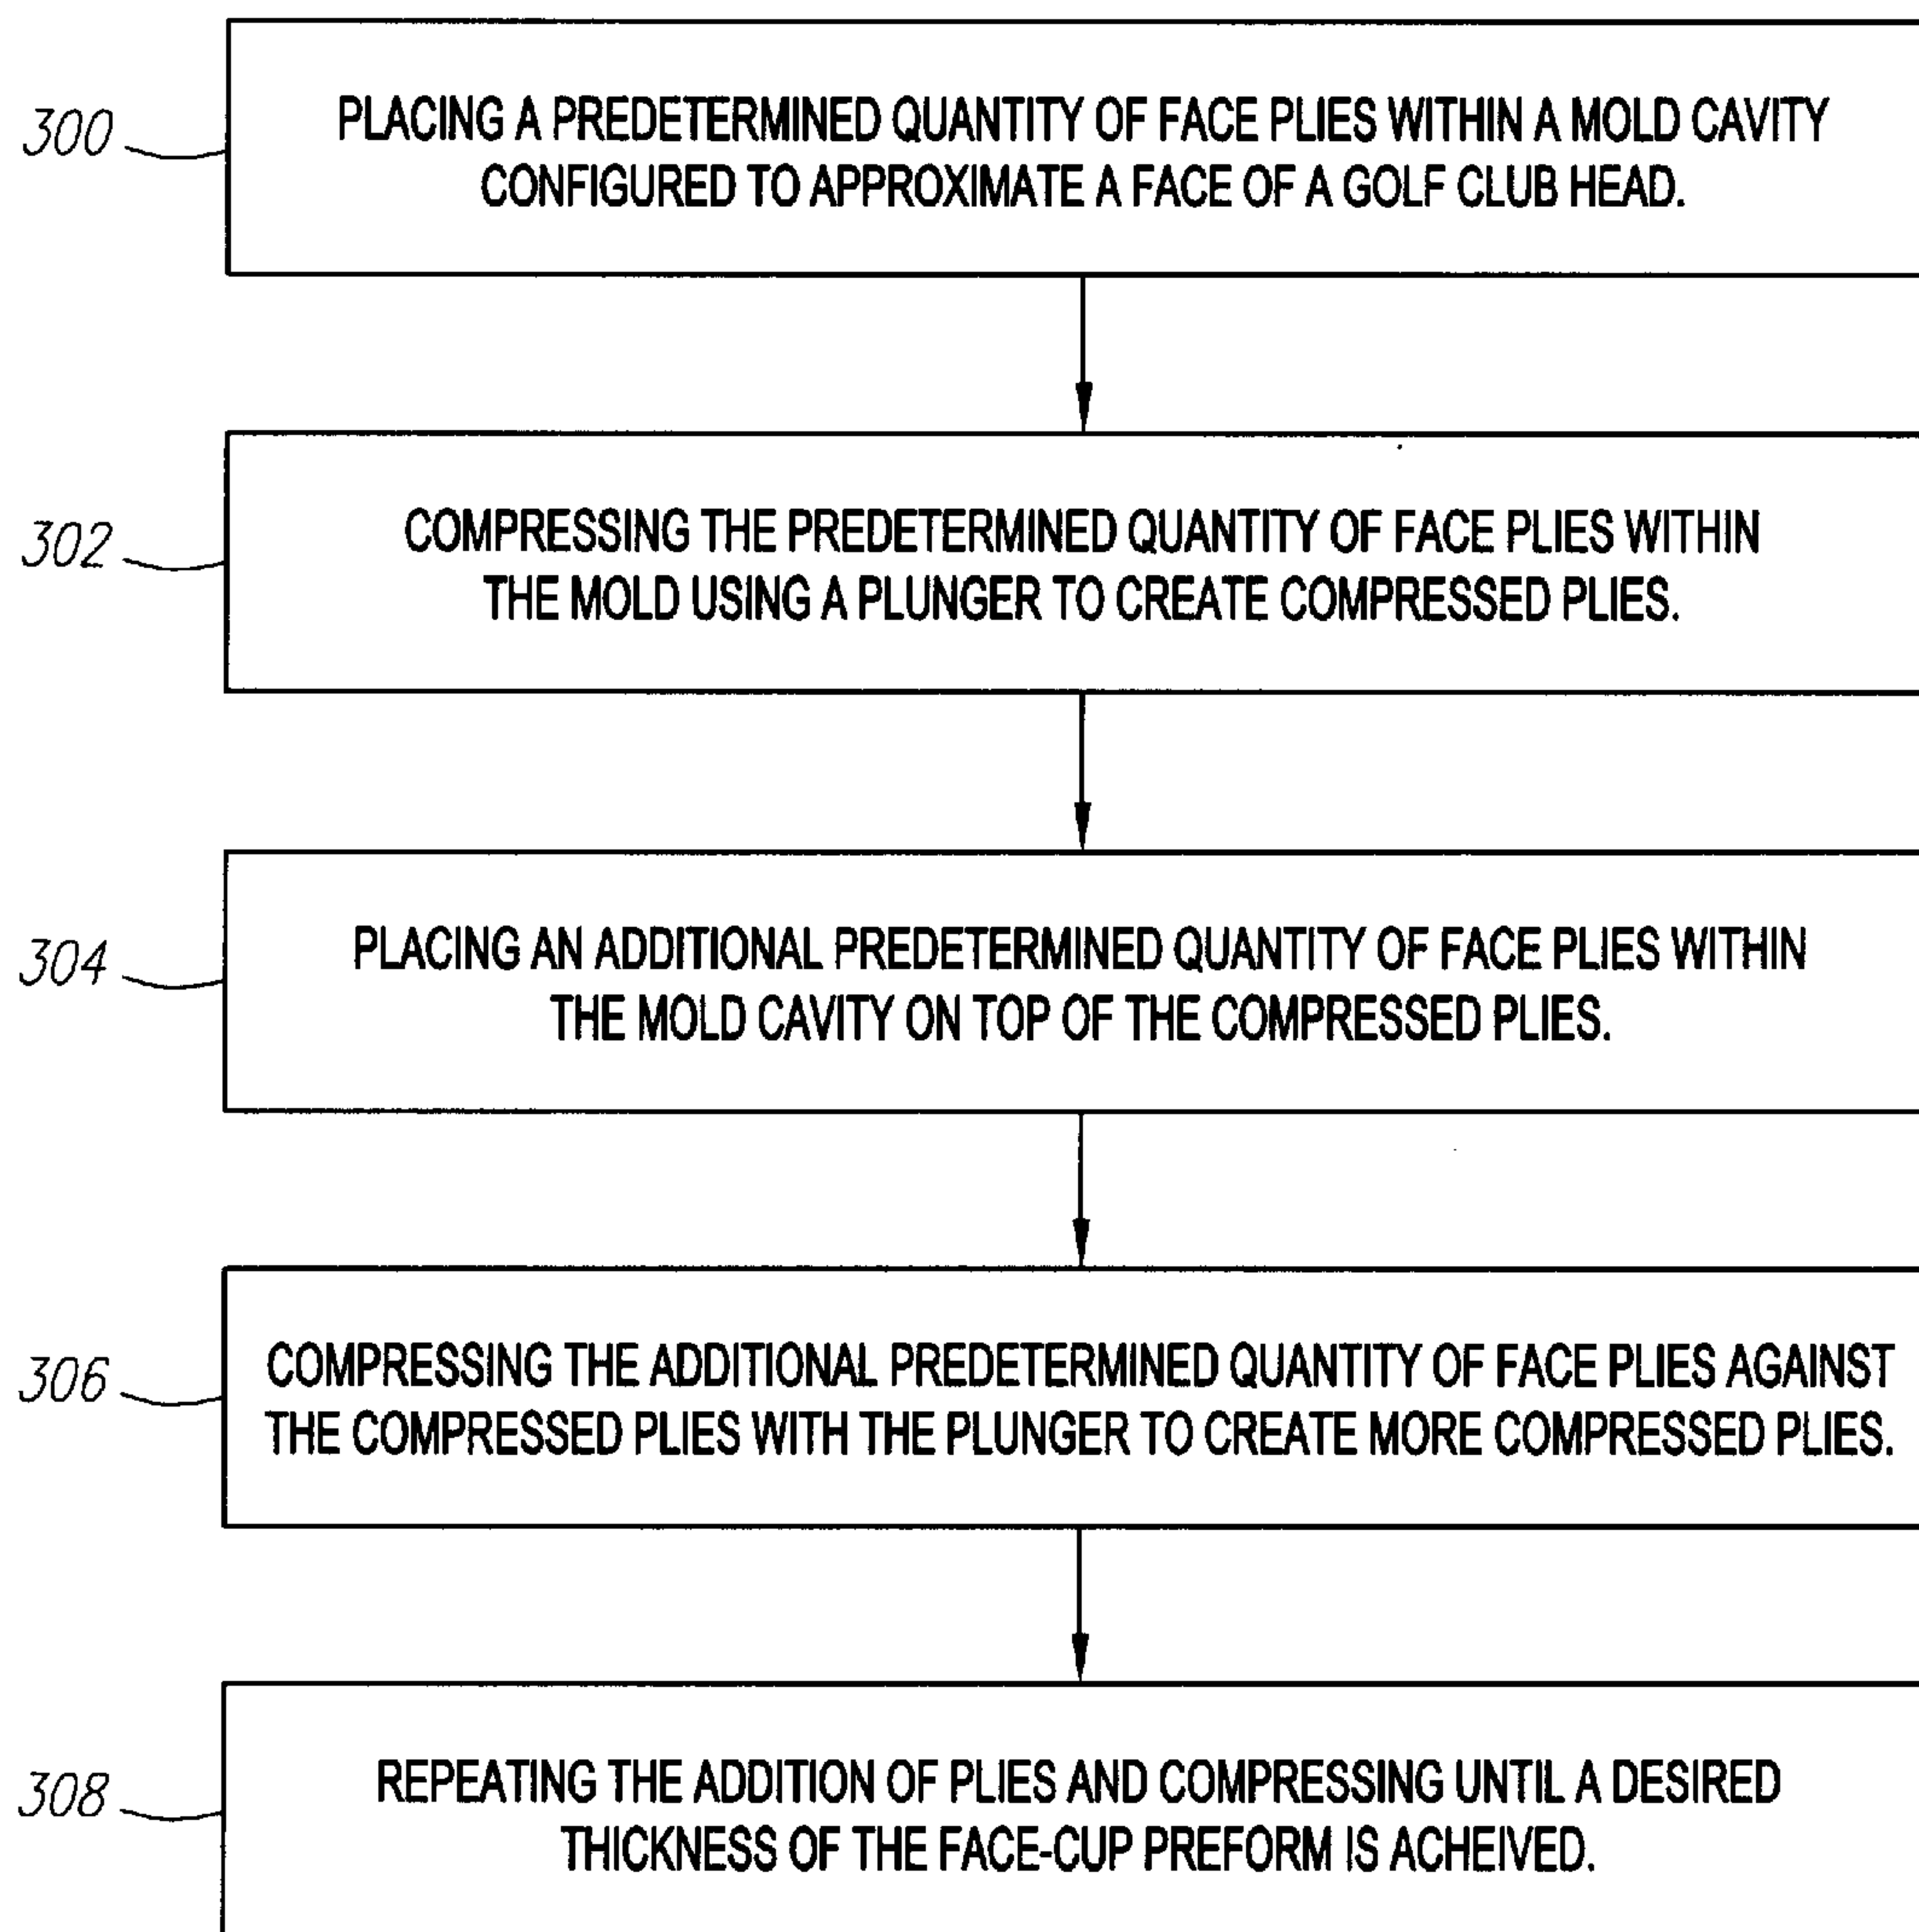 300
PLACING A PREDETERMINED QUANTITY OF FACE PLIES WITHIN A MOLD CAVITY
CONFIGURED TO APPROXIMATE A FACE OF A GOLF CLUB HEAD.
302
COMPRESSING THE PREDETERMINED QUANTITY OF FACE PLIES WITHIN
THE MOLD USING A PLUNGER TO CREATE COMPRESSED PLIES.
304
PLACING AN ADDITIONAL PREDETERMINED QUANTITY OF FACE PLIES WITHIN
THE MOLD CAVITY ON TOP OF THE COMPRESSED PLIES.
306
COMPRESSING THE ADDITIONAL PREDETERMINED QUANTITY OF FACE PLIES AGAINST
THE COMPRESSED PLIES WITH THE PLUNGER TO CREATE MORE COMPRESSED PLIES.
308
REPEATING THE ADDITION OF PLIES AND COMPRESSING UNTIL A DESIRED
THICKNESS OF THE FACE-CUP PREFORM IS ACHEIVED.